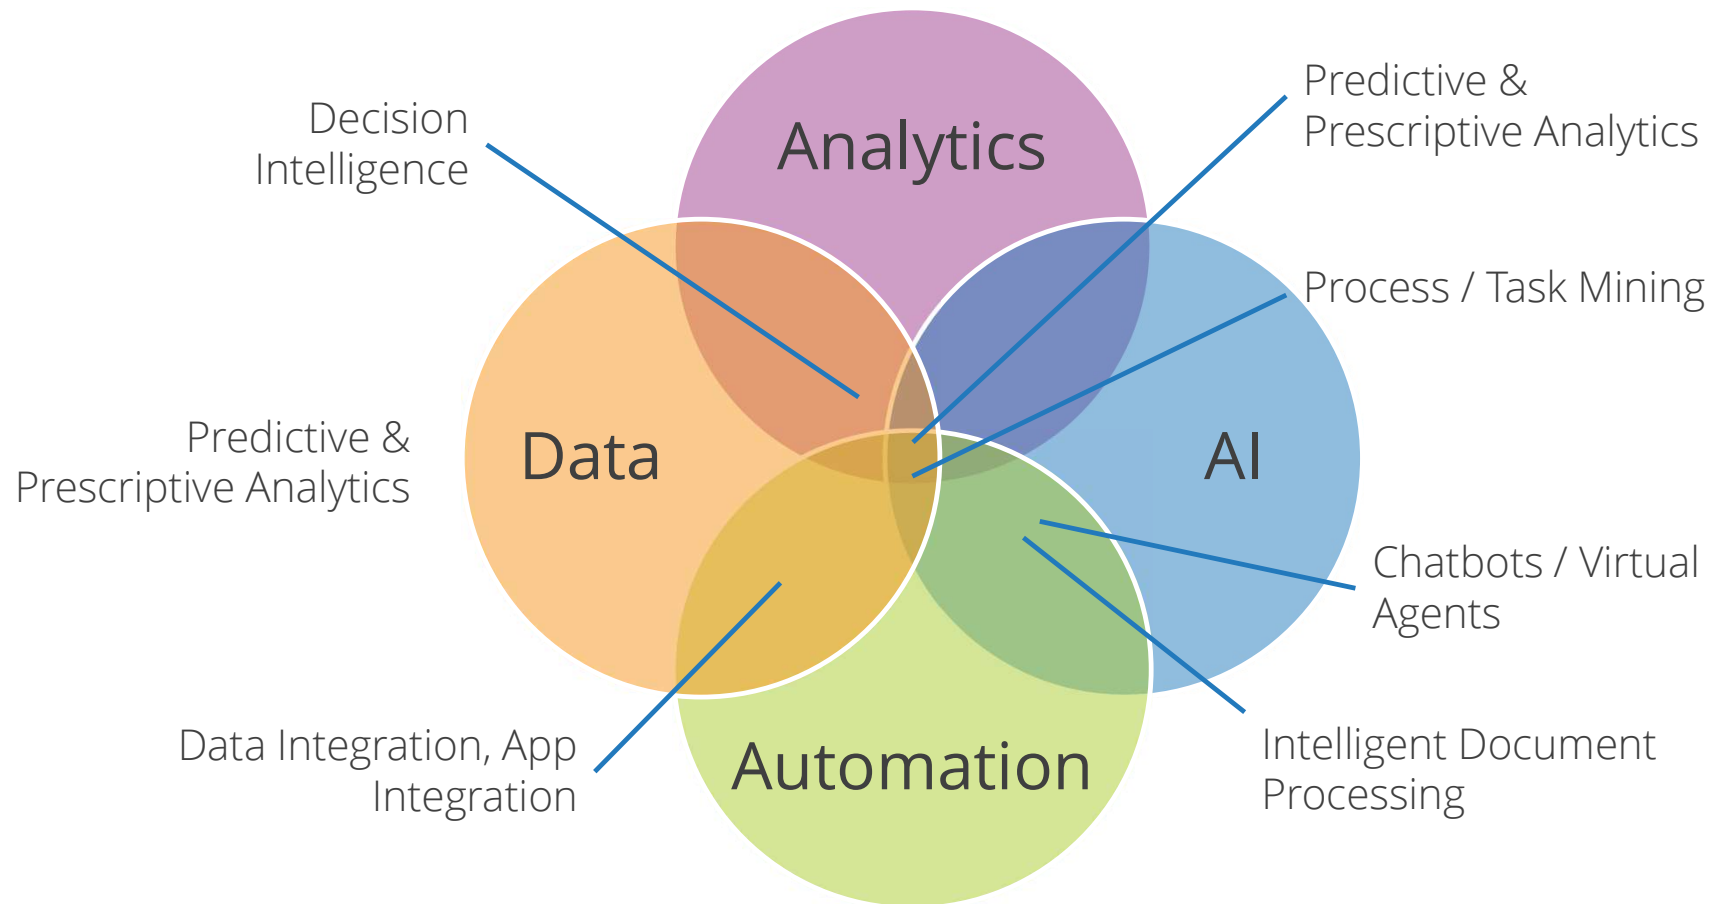 Analytics
Decision
Intelligence
Predictive &
Prescriptive Analytics
Process / Task Mining
Data
AI
Predictive &
Prescriptive Analytics
Chatbots / Virtual
Agents
Data Integration, App
Integration
Automation
Intelligent Document
Processing